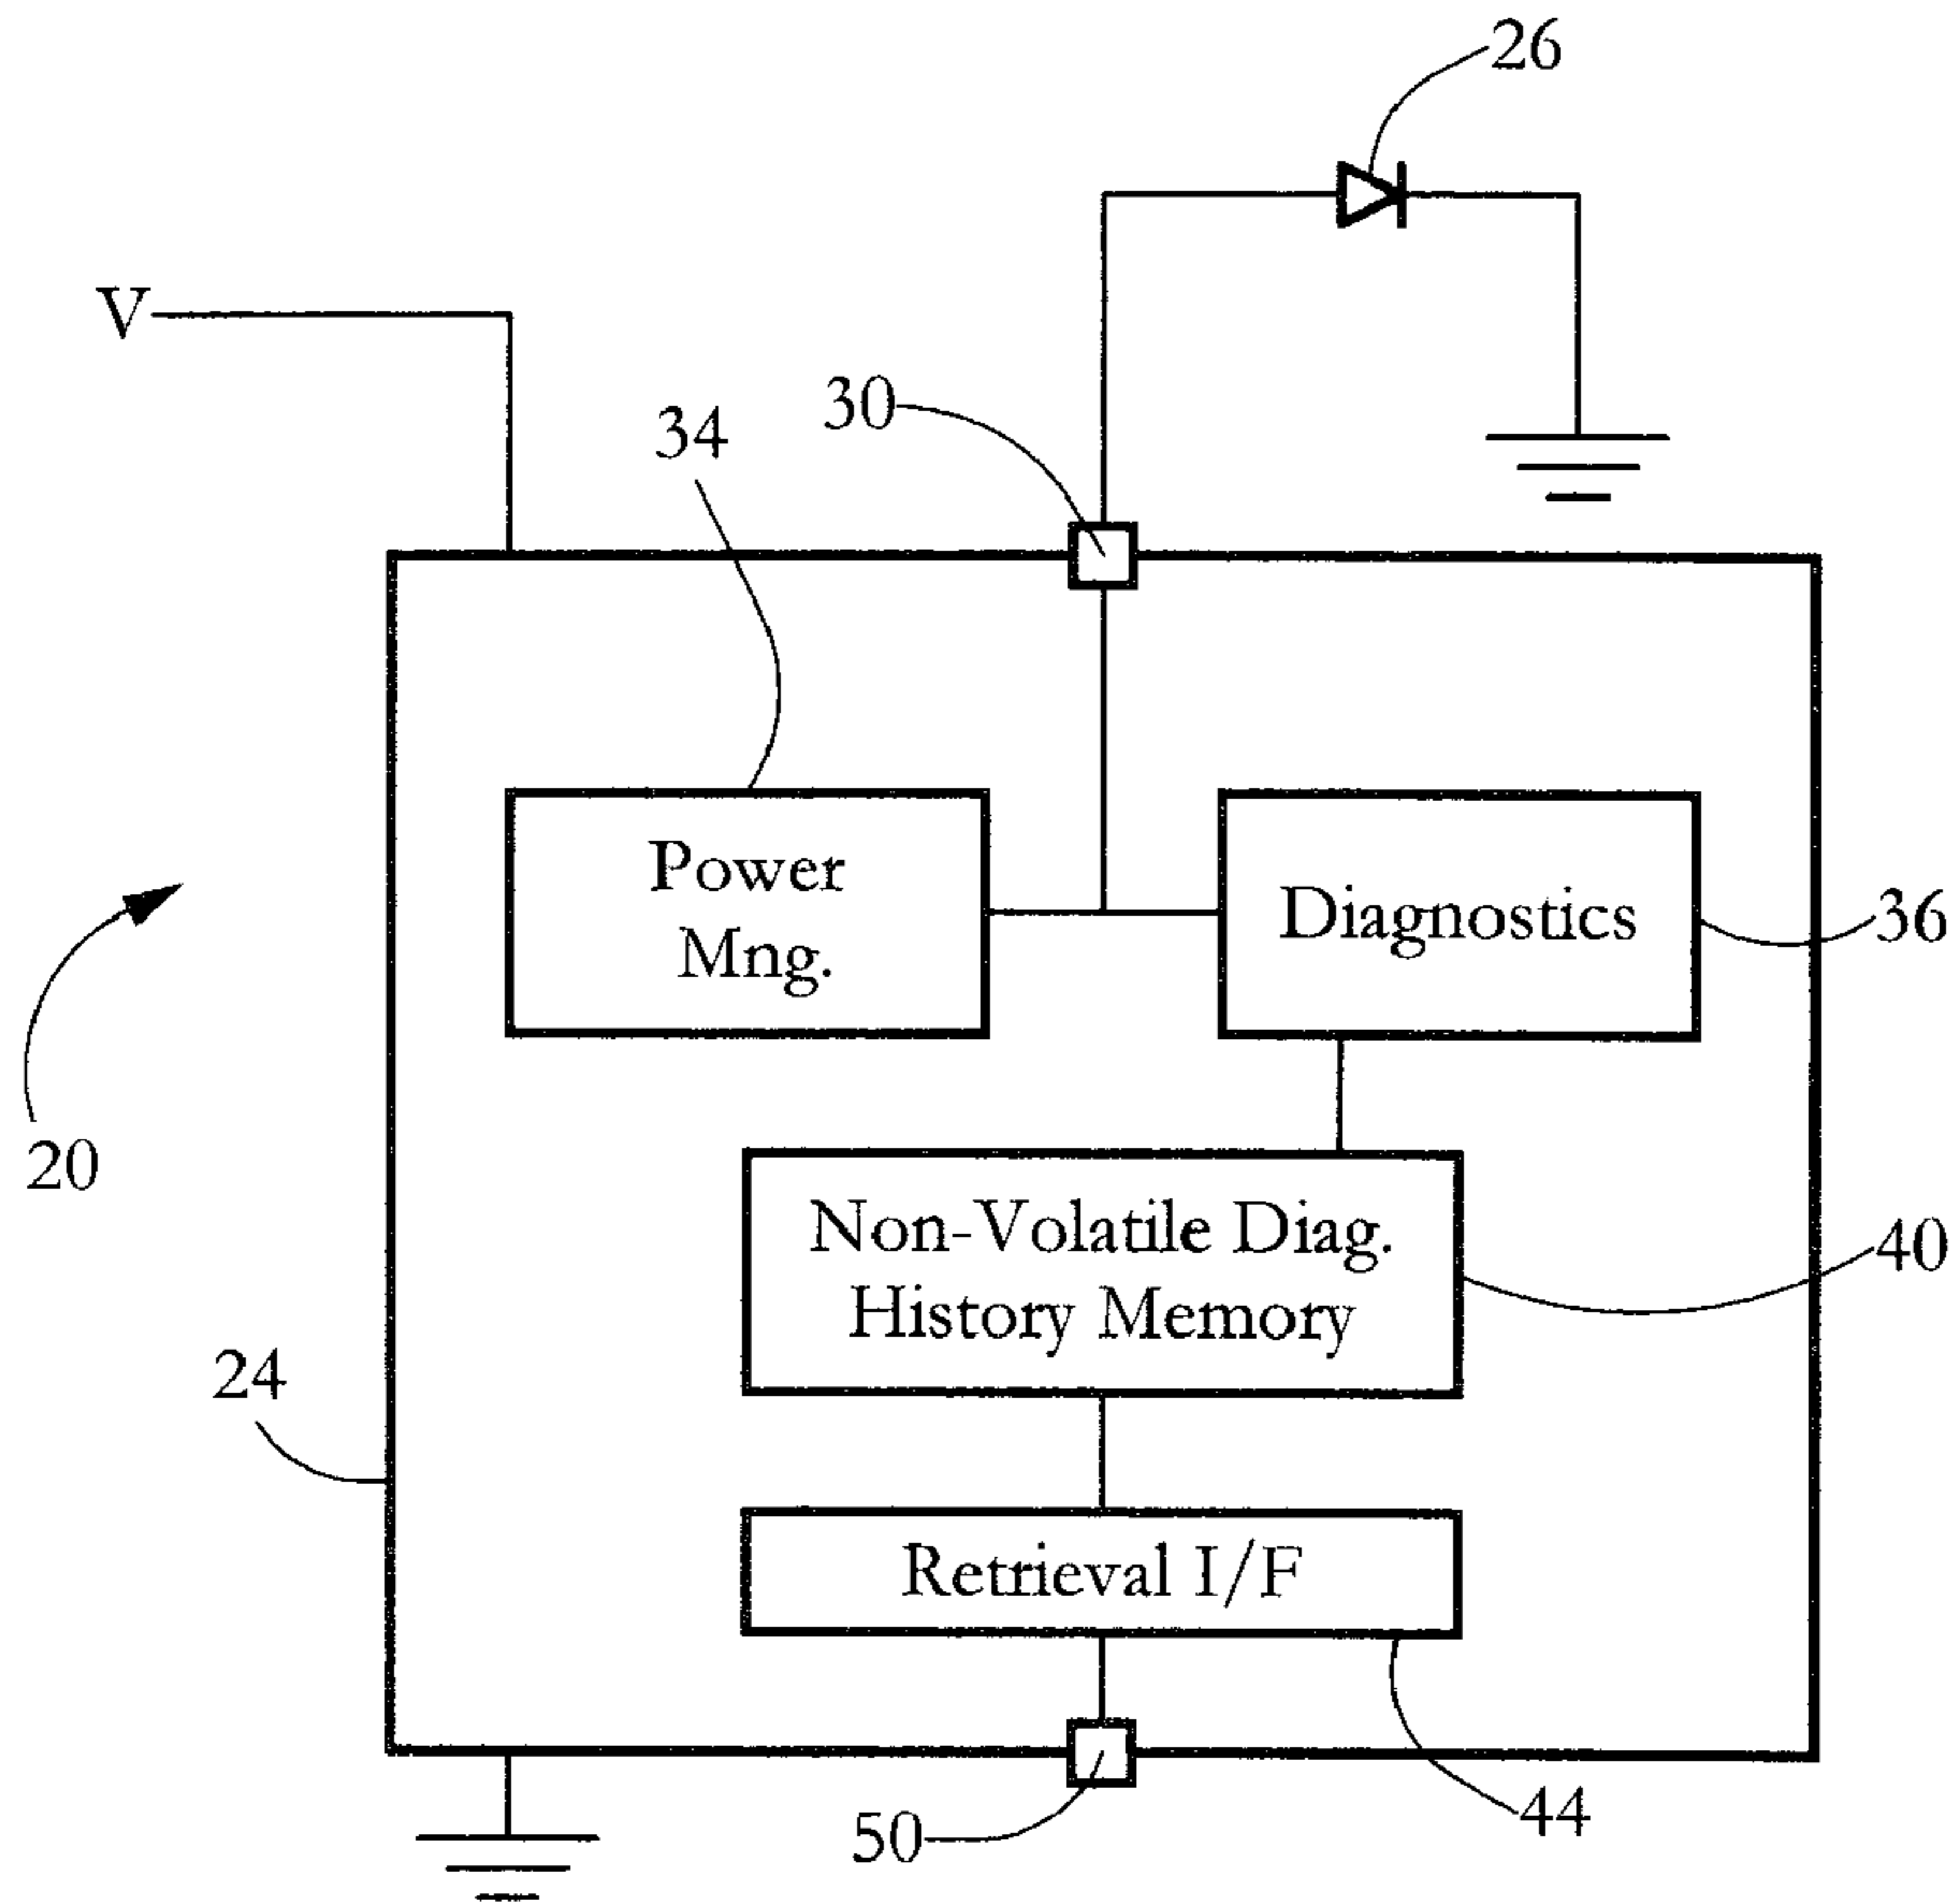 26
V
30
34
Power
Mng.
Diagnostics
36
20
Non-Volatile Diag.
History Memory
40
24
Retrieval I/F
44
50